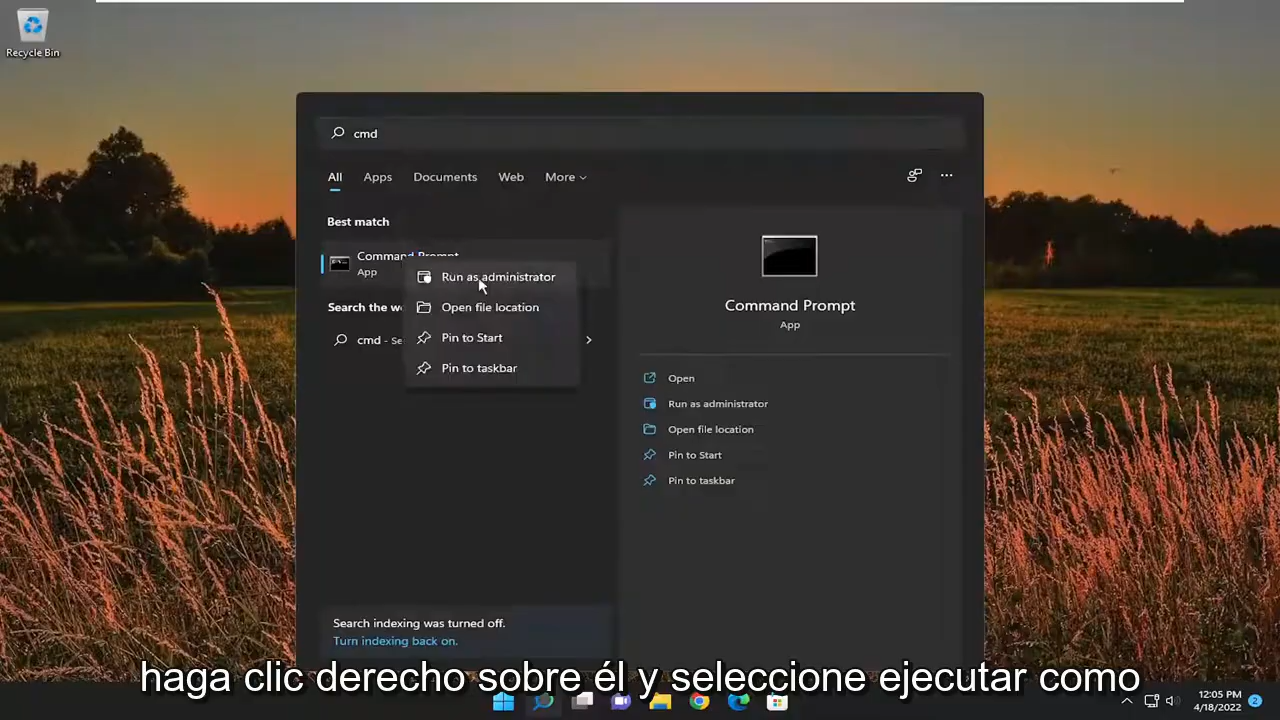 Recycle Bin
cmd
All Apps Documents Web More
Best match
Command Prompt
App
Run as administrator
Open file location
Pin to Start
Pin to taskbar
Search the we
cmd - Se
Command Prompt
App
Open
Run as administrator
Open file location
Pin to Start
Pin to taskbar
Search indexing was turned off.
Turn indexing back on.
haga clic derecho sobre él y seleccione ejecutar como
12:05 PM
4/18/2022
2